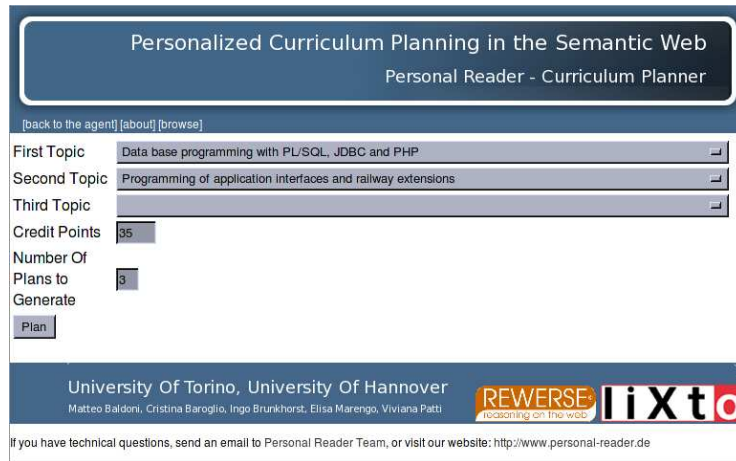 Personalized Curriculum Planning in the Semantic Web
Personal Reader - Curriculum Planner
[back to the agent] [about] [browse]
First Topic Data base programming with PL/SQL, JDBC and PHP
Second Topic Programming of application interfaces and railway extensions
Third Topic
Credit Points 35
Number Of
Plans to 3
Generate
Plan
University Of Torino, University Of Hannover
Matteo Baldoni, Cristina Baroglio, Ingo Brunkhorst, Elisa Marengo, Viviana Patti
REWERSE
reasoning on the web
liXto
If you have technical questions, send an email to Personal Reader Team, or visit our website: http://www.personal-reader.de